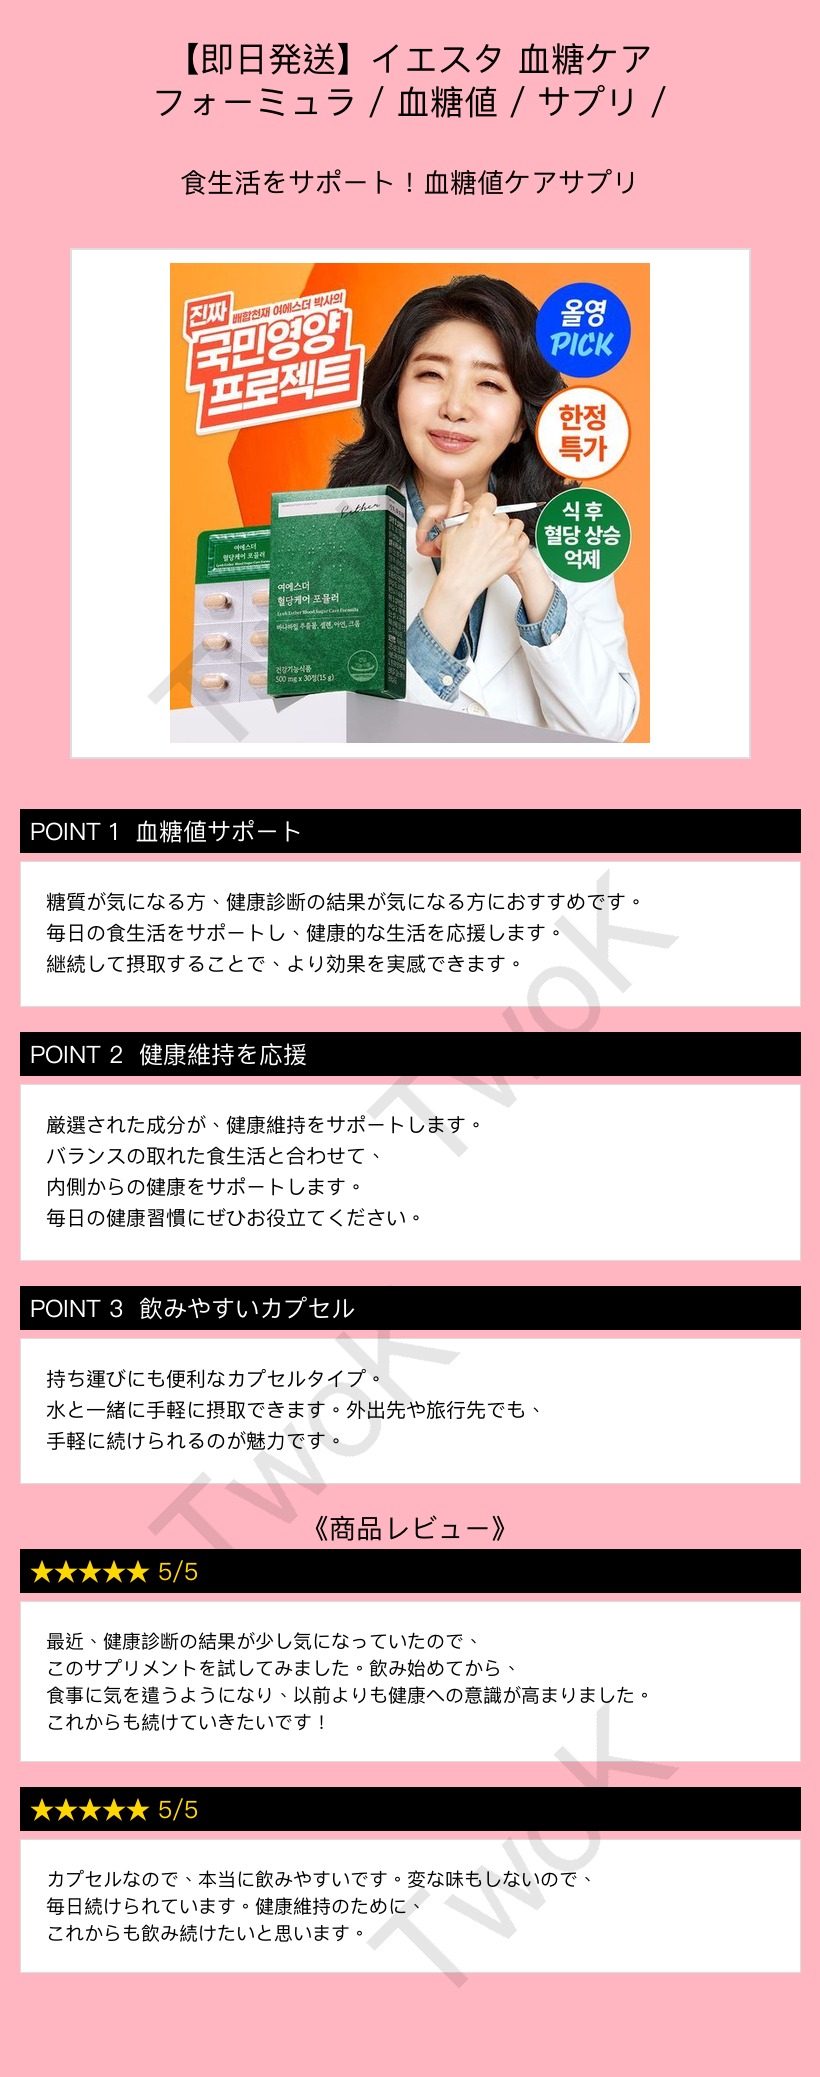 【即日発送】イエスタ 血糖ケア
フォーミュラ / 血糖値 / サプリ /
食生活をサポート！血糖値ケアサプリ
진짜
배합천재 여에스더 박사의
국민영양
프로젝트
올영
PICK
한정
특가
식 후
혈당 상승
억제
여에스더
혈당케어 포뮬러
Esther
여에스더
혈당케어 포뮬러
Esther Blood Sugar Care Formula
바나바잎 추출물, 셀렌, 아연, 크롬
건강기능식품
500 mg x 30정(15 g)
TwoK
POINT 1 血糖値サポート
糖質が気になる方、健康診断の結果が気になる方におすすめです。
毎日の食生活をサポートし、健康的な生活を応援します。
継続して摂取することで、より効果を実感できます。
TwoK
POINT 2 健康維持を応援
厳選された成分が、健康維持をサポートします。
バランスの取れた食生活と合わせて、
内側からの健康をサポートします。
毎日の健康習慣にぜひお役立てください。
POINT 3 飲みやすいカプセル
持ち運びにも便利なカプセルタイプ。
水と一緒に手軽に摂取できます。外出先や旅行先でも、
手軽に続けられるのが魅力です。
TwoK
《商品レビュー》
★★★★★ 5/5
最近、健康診断の結果が少し気になっていたので、
このサプリメントを試してみました。飲み始めてから、
食事に気を遣うようになり、以前よりも健康への意識が高まりました。
これからも続けていきたいです！
★★★★★ 5/5
カプセルなので、本当に飲みやすいです。変な味もしないので、
毎日続けられています。健康維持のために、
これからも飲み続けたいと思います。
TwoK